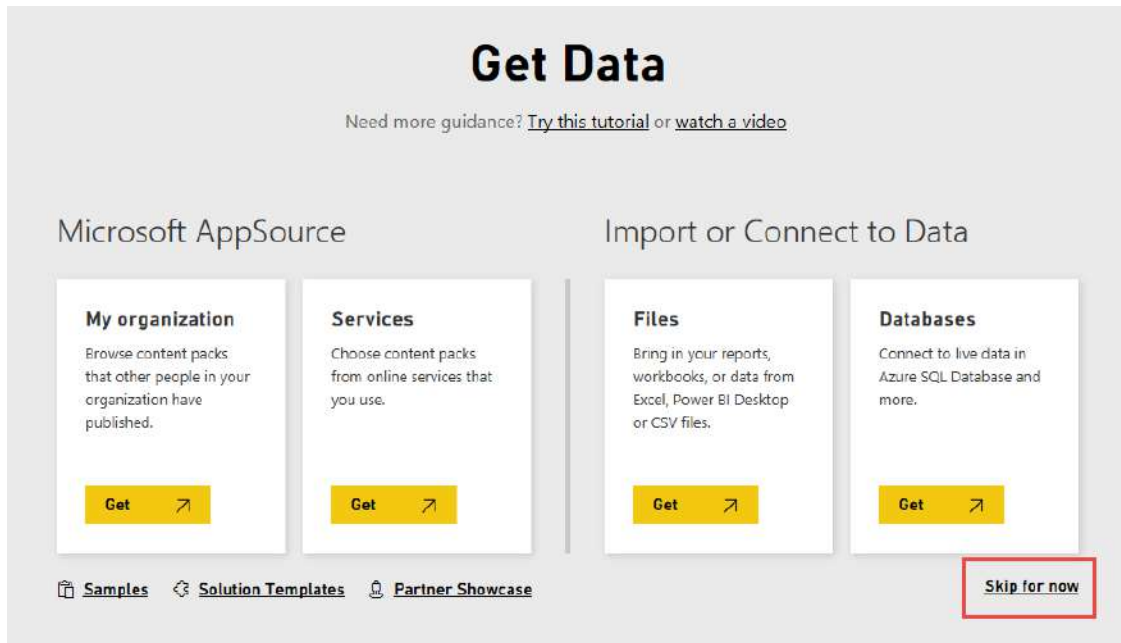 Get Data
Need more guidance? Try this tutorial or watch a video
Microsoft AppSource
My organization
Browse content packs
that other people in your
organization have
published.
Get
Services
Choose content packs
from online services that
you use.
Get
Import or Connect to Data
Files
Bring in your reports,
workbooks, or data from
Excel, Power BI Desktop
or CSV files.
Get
Databases
Connect to live data in
Azure SQL Database and
more.
Get
Samples
Solution Templates
Partner Showcase
Skip for now